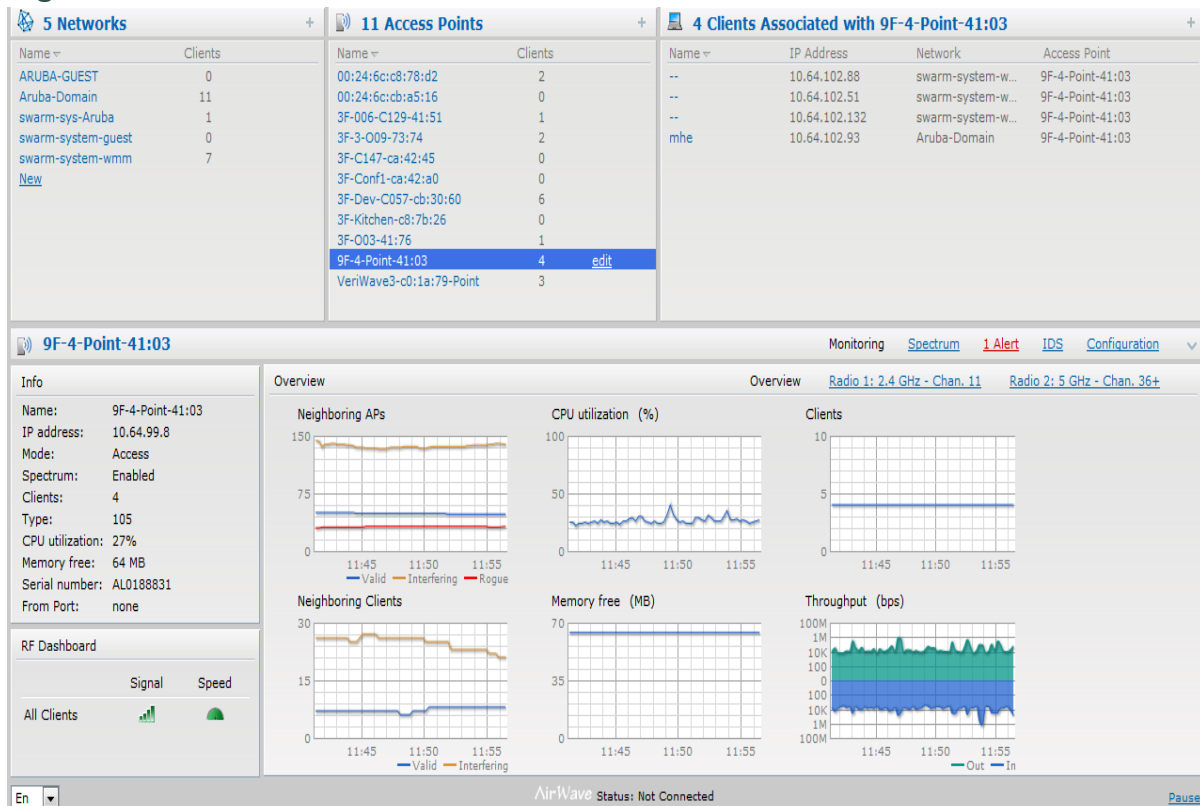 5 Networks +
Name Clients
ARUBA-GUEST 0
Aruba-Domain 11
swarm-sys-Aruba 1
swarm-system-guest 0
swarm-system-wmm 7
New
11 Access Points +
Name Clients
00:24:6c:c8:78:d2 2
00:24:6c:cb:a5:16 0
3F-006-C129-41:51 1
3F-3-O09-73:74 2
3F-C147-ca:42:45 0
3F-Conf1-ca:42:a0 0
3F-Dev-C057-cb:30:60 6
3F-Kitchen-c8:7b:26 0
3F-O03-41:76 1
9F-4-Point-41:03 4 edit
VeriWave3-c0:1a:79-Point 3
4 Clients Associated with 9F-4-Point-41:03 +
Name IP Address Network Access Point
-- 10.64.102.88 swarm-system-w... 9F-4-Point-41:03
-- 10.64.102.51 swarm-system-w... 9F-4-Point-41:03
-- 10.64.102.132 swarm-system-w... 9F-4-Point-41:03
mhe 10.64.102.93 Aruba-Domain 9F-4-Point-41:03
9F-4-Point-41:03 Monitoring Spectrum 1 Alert IDS Configuration
Info
Name: 9F-4-Point-41:03
IP address: 10.64.99.8
Mode: Access
Spectrum: Enabled
Clients: 4
Type: 105
CPU utilization: 27%
Memory free: 64 MB
Serial number: AL0188831
From Port: none
RF Dashboard
Signal Speed
All Clients
Overview Overview Radio 1: 2.4 GHz - Chan. 11 Radio 2: 5 GHz - Chan. 36+
Neighboring APs
150
75
0
11:45 11:50 11:55
Valid Interfering Rogue
CPU utilization (%)
100
50
0
11:45 11:50 11:55
Clients
10
5
0
11:45 11:50 11:55
Neighboring Clients
30
15
0
11:45 11:50 11:55
Valid Interfering
Memory free (MB)
70
35
0
11:45 11:50 11:55
Throughput (bps)
100M
1M
10K
100
0
100
10K
1M
100M
11:45 11:50 11:55
Out In
En AirWave Status: Not Connected Pause